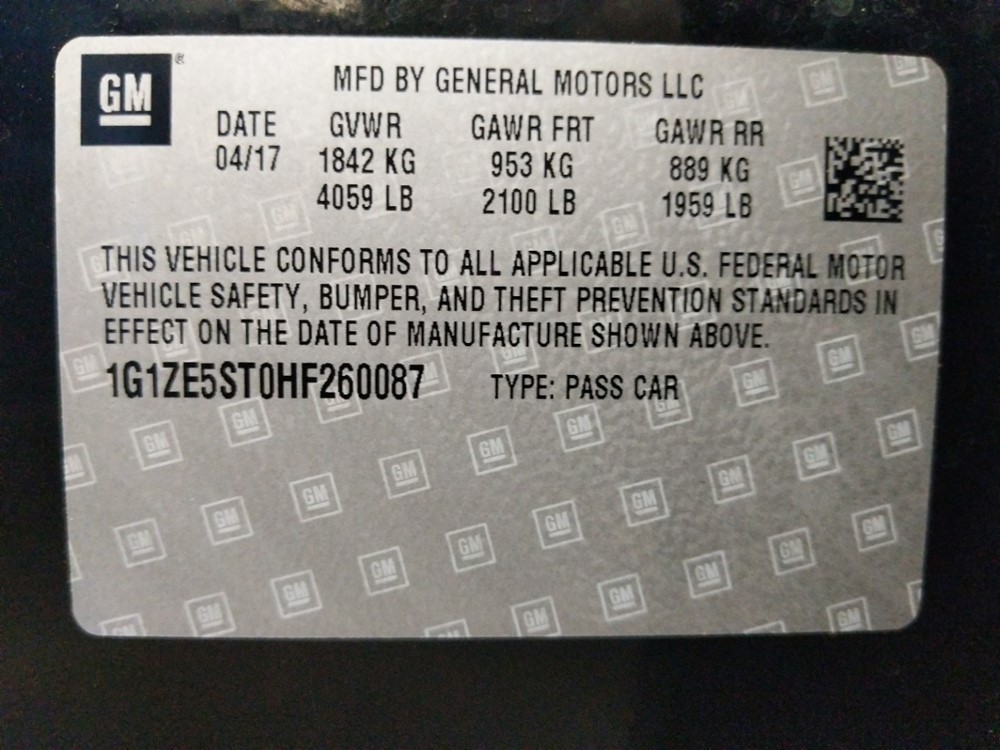 GM ®
MFD BY GENERAL MOTORS LLC
DATE GVWR GAWR FRT GAWR RR
04/17 1842 KG 953 KG 889 KG
4059 LB 2100 LB 1959 LB
THIS VEHICLE CONFORMS TO ALL APPLICABLE U.S. FEDERAL MOTOR
VEHICLE SAFETY, BUMPER, AND THEFT PREVENTION STANDARDS IN
EFFECT ON THE DATE OF MANUFACTURE SHOWN ABOVE.
1G1ZE5ST0HF260087 TYPE: PASS CAR